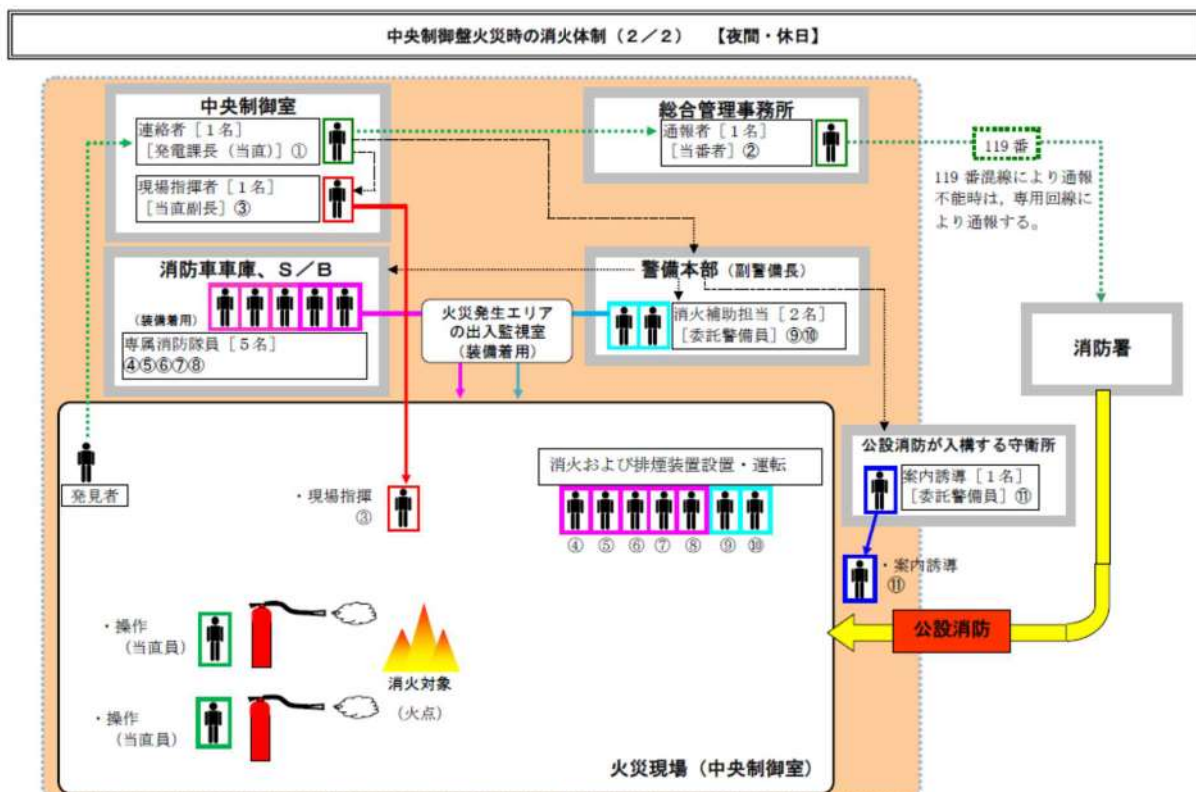 中央制御盤火災時の消火体制（2／2）　【夜間・休日】
中央制御室
連絡者［1名］
［発電課長（当直）］①
現場指揮者［1名］
［当直副長］③
総合管理事務所
通報者［1名］
［当番者］②
119番
119番混線により通報
不能時は，専用回線に
より通報する。
消防車車庫、S／B
(装備着用)
専属消防隊員［5名］
④⑤⑥⑦⑧
火災発生エリア
の出入監視室
（装備着用）
警備本部（副警備長）
消火補助担当［2名］
［委託警備員］⑨⑩
消防署
公設消防が入構する守衛所
案内誘導［1名］
［委託警備員］⑪
・案内誘導
⑪
発見者
・現場指揮
③
消火および排煙装置設置・運転
④ ⑤ ⑥ ⑦ ⑧ ⑨ ⑩
公設消防
・操作
（当直員）
消火対象
（火点）
・操作
（当直員）
火災現場（中央制御室）